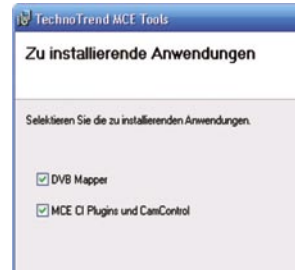 TechnoTrend MCE Tools
Zu installierende Anwendungen
Selektieren Sie die zu installierenden Anwendungen.
DVB Mapper
MCE CI Plugins und CamControl